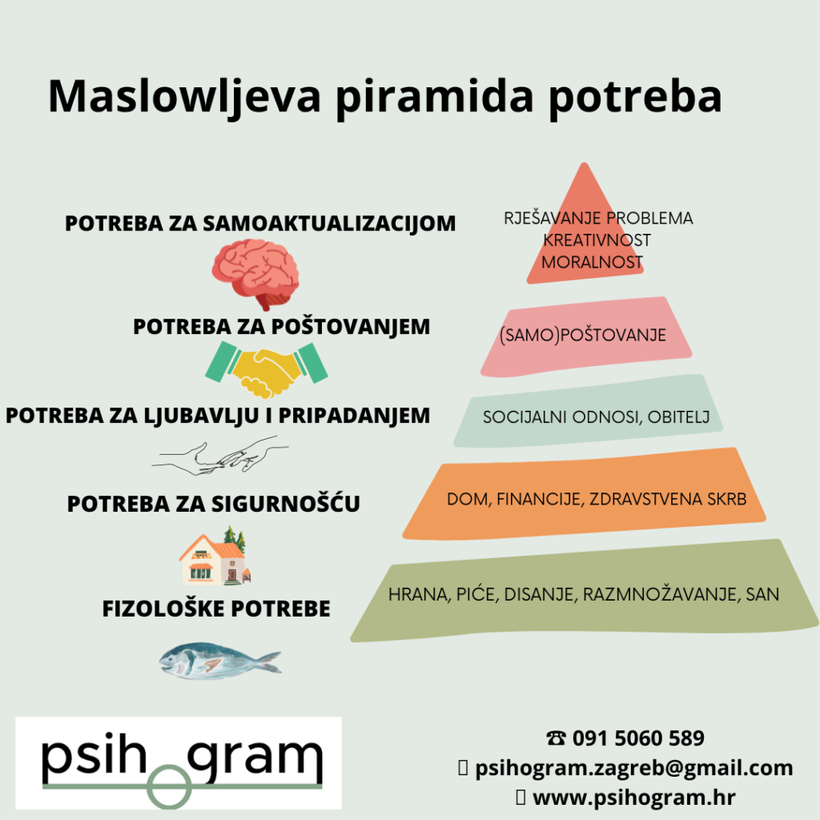 Maslowljeva piramida potreba
POTREBA ZA SAMOAKTUALIZACIJOM
RJEŠAVANJE PROBLEMA
KREATIVNOST
MORALNOST
POTREBA ZA POŠTOVANJEM
(SAMO)POŠTOVANJE
POTREBA ZA LJUBAVLJU I PRIPADANJEM
SOCIJALNI ODNOSI, OBITELJ
POTREBA ZA SIGURNOŠĆU
DOM, FINANCIJE, ZDRAVSTVENA SKRB
FIZOLOŠKE POTREBE
HRANA, PIĆE, DISANJE, RAZMNOŽAVANJE, SAN
psihogram
☎ 091 5060 589
psihogram.zagreb@gmail.com
www.psihogram.hr